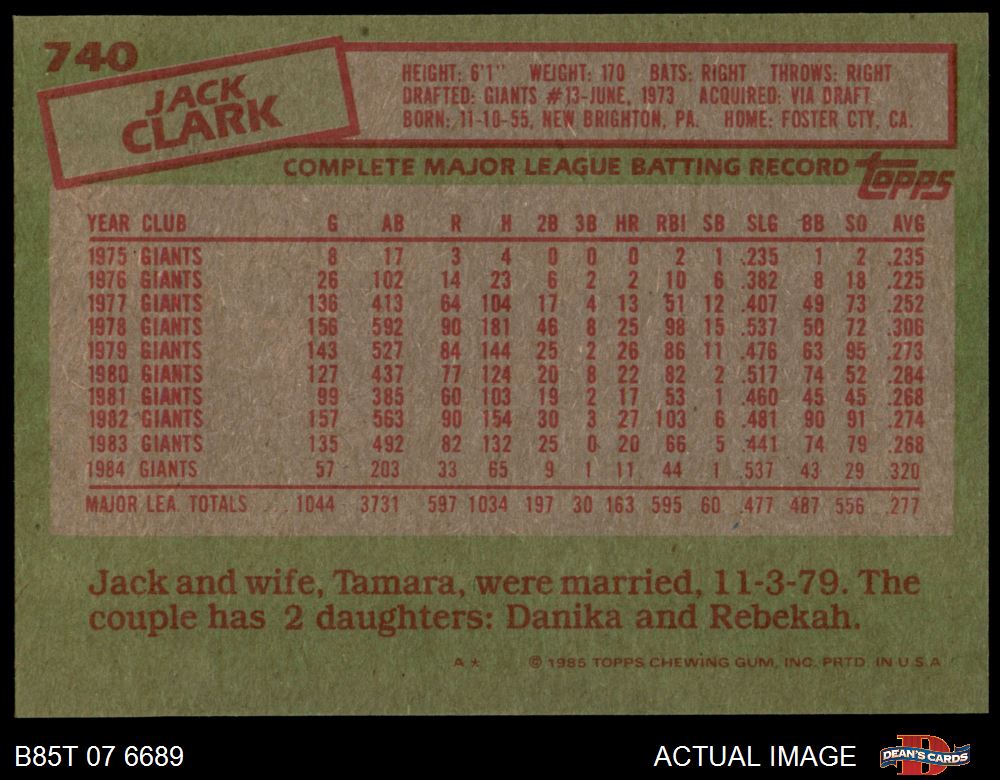 740
JACK
CLARK
HEIGHT: 6'1" WEIGHT: 170 BATS: RIGHT THROWS: RIGHT
DRAFTED: GIANTS #13-JUNE, 1973 ACQUIRED: VIA DRAFT
BORN: 11-10-55, NEW BRIGHTON, PA. HOME: FOSTER CTY, CA.
COMPLETE MAJOR LEAGUE BATTING RECORD Topps
YEAR CLUB G AB R H 2B 3B HR RBI SB SLG BB SO AVG
1975 GIANTS 8 17 3 4 0 0 0 2 1 .235 1 2 .235
1976 GIANTS 26 102 14 23 6 2 2 10 6 .382 8 18 .225
1977 GIANTS 136 413 64 104 17 4 13 51 12 .407 49 73 .252
1978 GIANTS 156 592 90 181 46 8 25 98 15 .537 50 72 .306
1979 GIANTS 143 527 84 144 25 2 26 86 11 .476 63 95 .273
1980 GIANTS 127 437 77 124 20 8 22 82 2 .517 74 52 .284
1981 GIANTS 99 385 60 103 19 2 17 53 1 .460 45 45 .268
1982 GIANTS 157 563 90 154 30 3 27 103 6 .481 90 91 .274
1983 GIANTS 135 492 82 132 25 0 20 66 5 .441 74 79 .268
1984 GIANTS 57 203 33 65 9 1 11 44 1 .537 43 29 .320
MAJOR LEA. TOTALS 1044 3731 597 1034 197 30 163 595 60 .477 487 556 .277
Jack and wife, Tamara, were married, 11-3-79. The
couple has 2 daughters: Danika and Rebekah.
A* © 1985 TOPPS CHEWING GUM, INC. PRTD. IN U.S.A.
B85T 07 6689 ACTUAL IMAGE DEAN'S CARDS